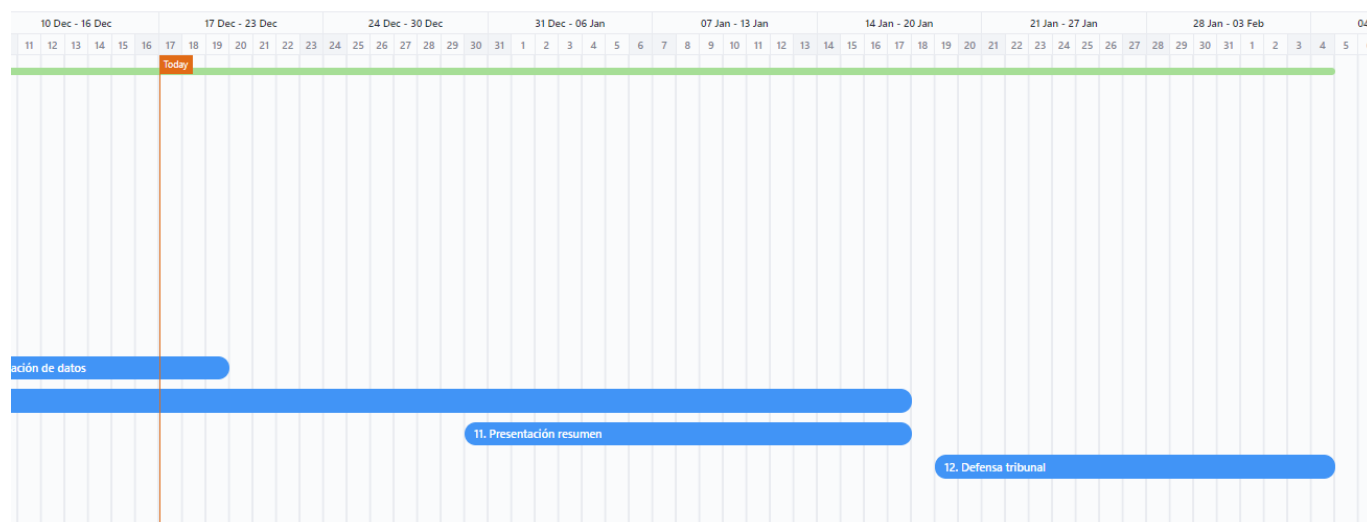 10 Dec - 16 Dec 17 Dec - 23 Dec 24 Dec - 30 Dec 31 Dec - 06 Jan 07 Jan - 13 Jan 14 Jan - 20 Jan 21 Jan - 27 Jan 28 Jan - 03 Feb 04
11 12 13 14 15 16 17 18 19 20 21 22 23 24 25 26 27 28 29 30 31 1 2 3 4 5 6 7 8 9 10 11 12 13 14 15 16 17 18 19 20 21 22 23 24 25 26 27 28 29 30 31 1 2 3 4 5
Today
ación de datos
11. Presentación resumen
12. Defensa tribunal